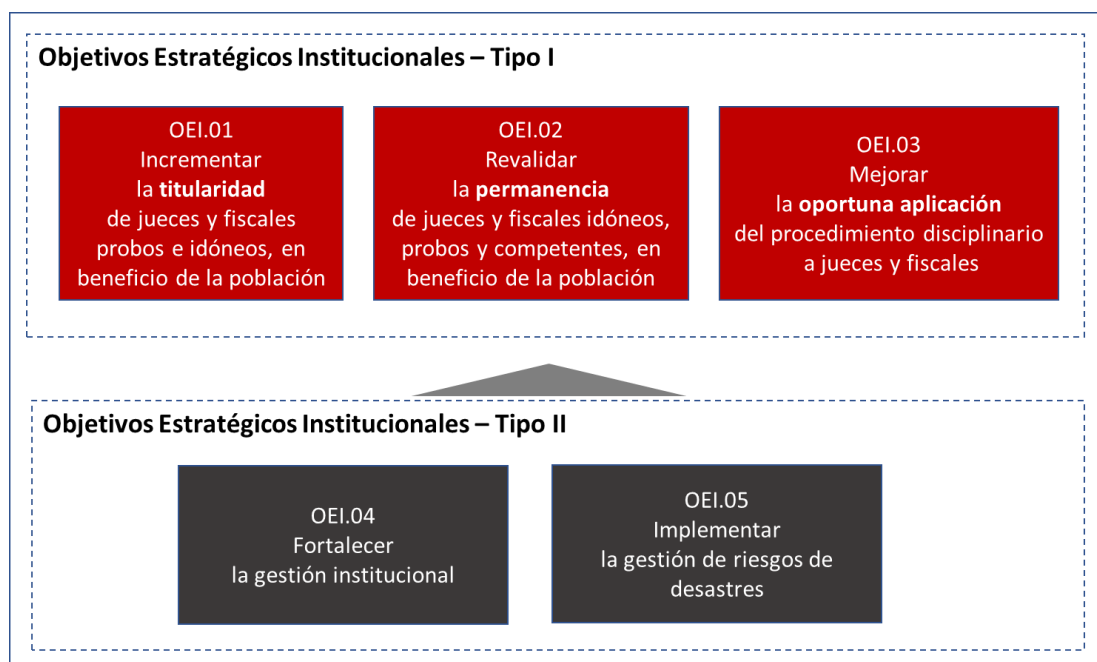 Objetivos Estratégicos Institucionales – Tipo I
OEI.01
Incrementar
la titularidad
de jueces y fiscales
probos e idóneos, en
beneficio de la población
OEI.02
Revalidar
la permanencia
de jueces y fiscales idóneos,
probos y competentes, en
beneficio de la población
OEI.03
Mejorar
la oportuna aplicación
del procedimiento disciplinario
a jueces y fiscales
Objetivos Estratégicos Institucionales – Tipo II
OEI.04
Fortalecer
la gestión institucional
OEI.05
Implementar
la gestión de riesgos de
desastres